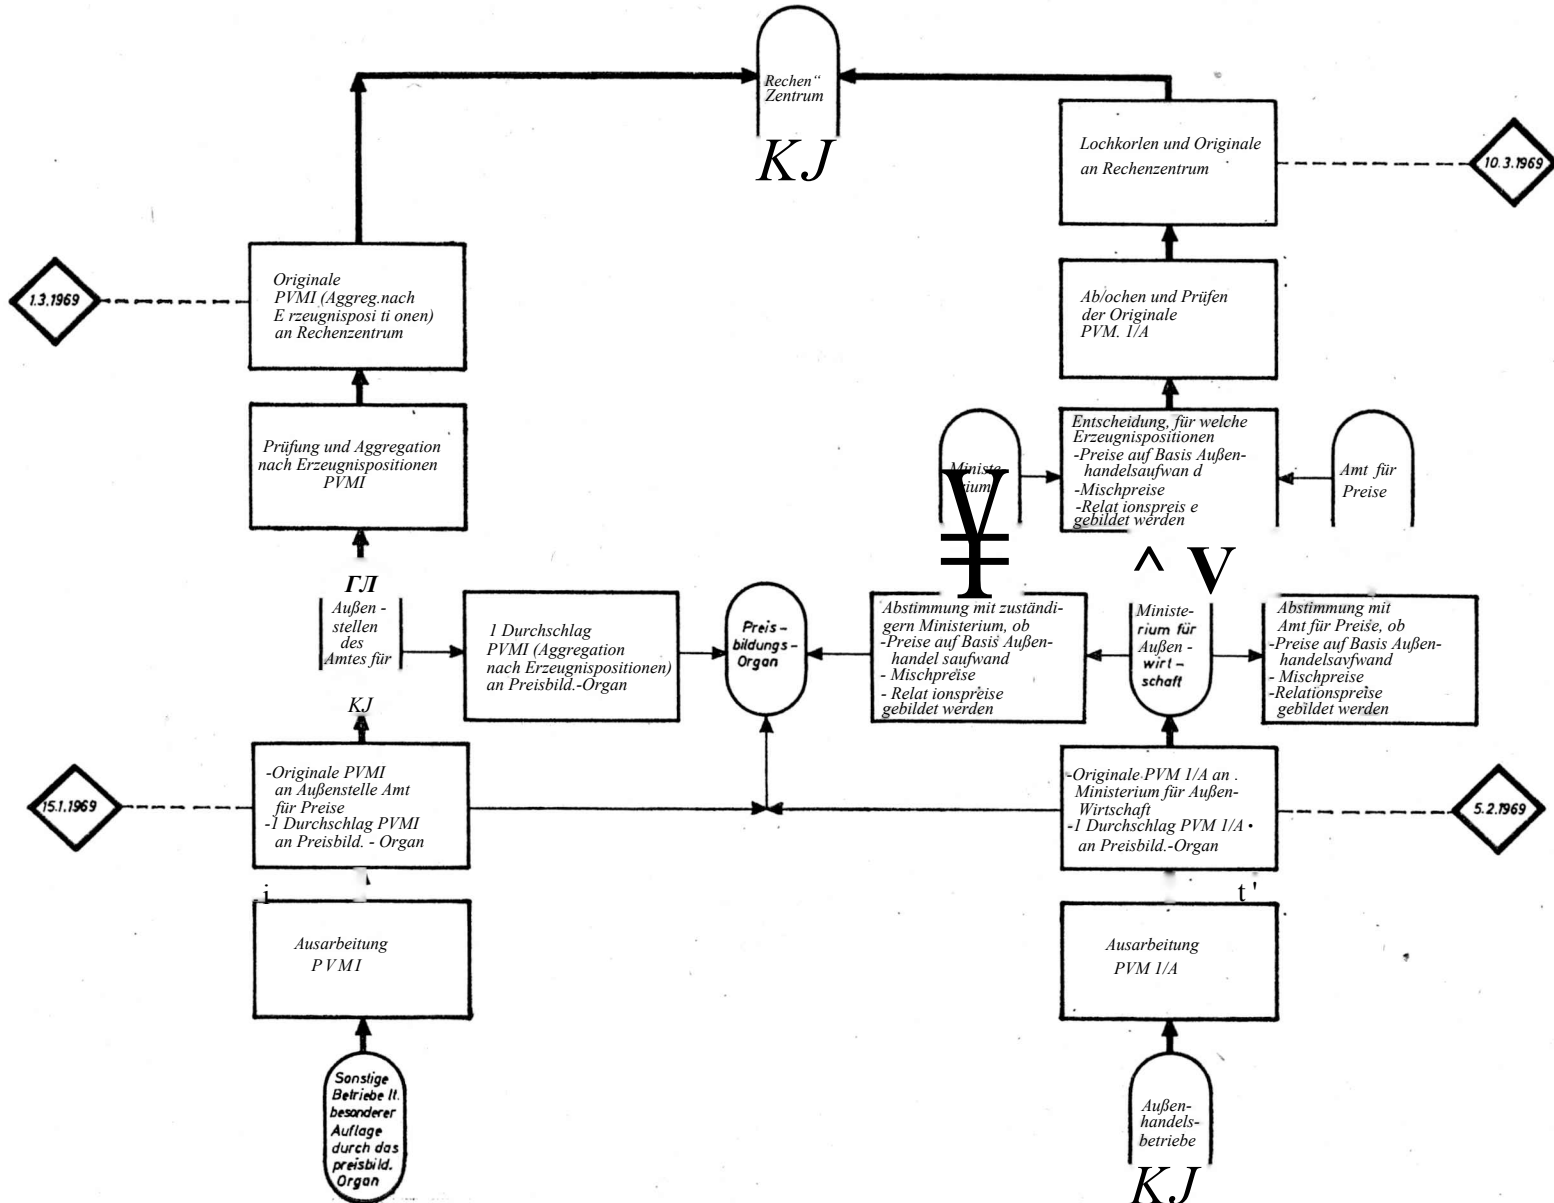 Rechen“
Zentrum
KJ
Lochkorlen und Originale
an Rechenzentrum
10.3.1969
Originale
PVMI (Aggreg.nach
E rzeugnisposi ti onen)
an Rechenzentrum
1.3.1969
Ab/ochen und Prüfen
der Originale
PVM. 1/A
Prüfung und Aggregation
nach Erzeugnispositionen
PVMI
Ministe-
rium
¥
Entscheidung, für welche
Erzeugnispositionen
-Preise auf Basis Außen-
handelsaufwan d
-Mischpreise
-Relat ionspreis e
gebildet werden
Amt für
Preise
^ V
ГЛ
Außen -
stellen
des
Amtes für
KJ
1 Durchschlag
PVMI (Aggregation
nach Erzeugnispositionen)
an Preisbild.-Organ
Preis-
bildungs-
Organ
Abstimmung mit zuständi-
gern Ministerium, ob
-Preise auf Basis Außen-
handel saufwand
- Mischpreise
- Relat ionspreise
gebildet werden
Ministe-
rium für
Außen -
wirt-
schaft
Abstimmung mit
Amt für Preise, ob
-Preise auf Basis Außen-
handelsavfwand
- Mischpreise
-Relationspreise
gebildet werden
15.1.1969
-Originale PVMI
an Außenstelle Amt
für Preise
-1 Durchschlag PVMI
an Preisbild. - Organ
-Originale PVM 1/A an .
Ministerium für Außen-
Wirtschaft
-1 Durchschlag PVM 1/A •
an Preisbild.-Organ
5.2.1969
i
t '
Ausarbeitung
PVMI
Ausarbeitung
PVM 1/A
Sonstige
Betriebe lt.
besonderer
Auflage
durch das
preisbild.
Organ
Außen-
handels-
betriebe
KJ